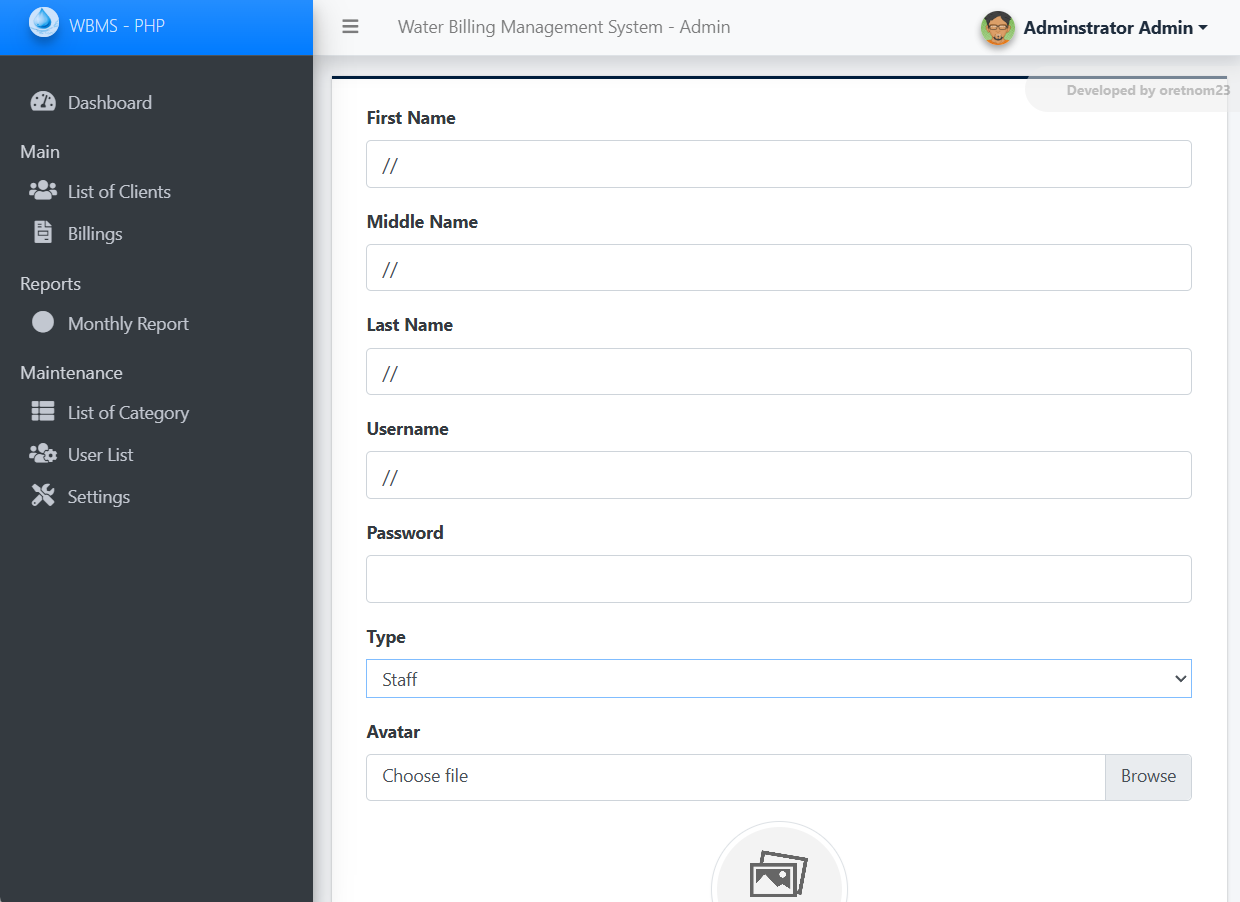 WBMS - PHP
Water Billing Management System - Admin
Adminstrator Admin
Developed by oretnom23
Dashboard
Main
List of Clients
Billings
Reports
Monthly Report
Maintenance
List of Category
User List
Settings
First Name
//
Middle Name
//
Last Name
//
Username
//
Password
Type
Staff
Avatar
Choose file
Browse